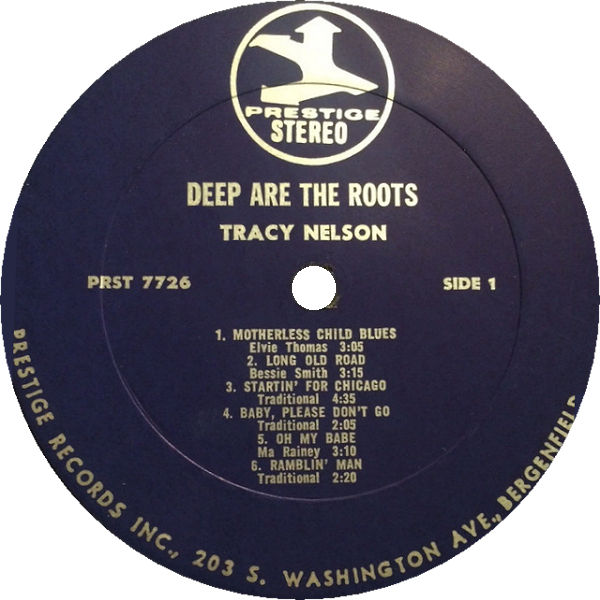 PRESTIGE
STEREO
DEEP ARE THE ROOTS
TRACY NELSON
PRST 7726
SIDE 1
1. MOTHERLESS CHILD BLUES
Elvie Thomas 3:05
2. LONG OLD ROAD
Bessie Smith 3:15
3. STARTIN' FOR CHICAGO
Traditional 4:35
4. BABY, PLEASE DON'T GO
Traditional 2:05
5. OH MY BABE
Ma Rainey 3:10
6. RAMBLIN' MAN
Traditional 2:20
PRESTIGE RECORDS INC., 203 S. WASHINGTON AVE., BERGENFIELD